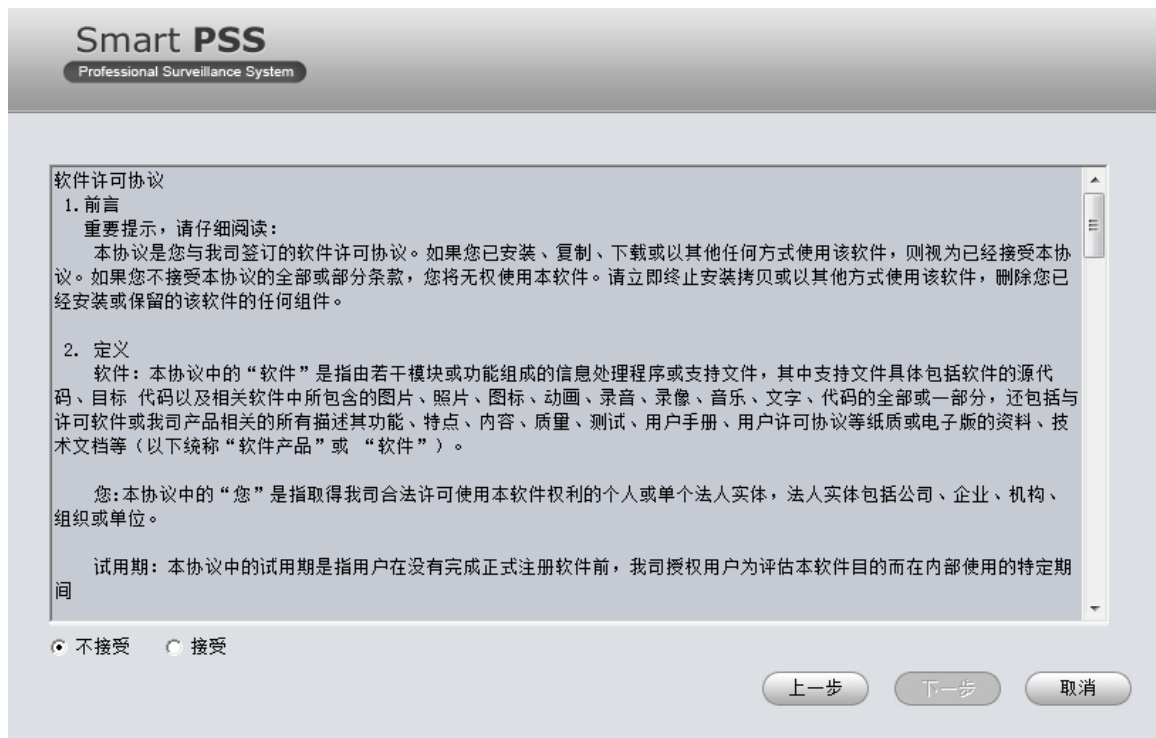 Smart PSS
Professional Surveillance System
软件许可协议
1.前言
重要提示，请仔细阅读：
本协议是您与我司签订的软件许可协议。如果您已安装、复制、下载或以其他任何方式使用该软件，则视为已经接受本协
议。如果您不接受本协议的全部或部分条款，您将无权使用本软件。请立即终止安装拷贝或以其他方式使用该软件，删除您已
经安装或保留的该软件的任何组件。
2. 定义
软件：本协议中的“软件”是指由若干模块或功能组成的信息处理程序或支持文件，其中支持文件具体包括软件的源代
码、目标 代码以及相关软件中所包含的图片、照片、图标、动画、录音、录像、音乐、文字、代码的全部或一部分，还包括与
许可软件或我司产品相关的所有描述其功能、特点、内容、质量、测试、用户手册、用户许可协议等纸质或电子版的资料、技
术文档等（以下统称“软件产品”或 “软件”）。
您:本协议中的“您”是指取得我司合法许可使用本软件权利的个人或单个法人实体，法人实体包括公司、企业、机构、
组织或单位。
试用期：本协议中的试用期是指用户在没有完成正式注册软件前，我司授权用户为评估本软件目的而在内部使用的特定期
间
不接受 接受
上一步 下一步 取消